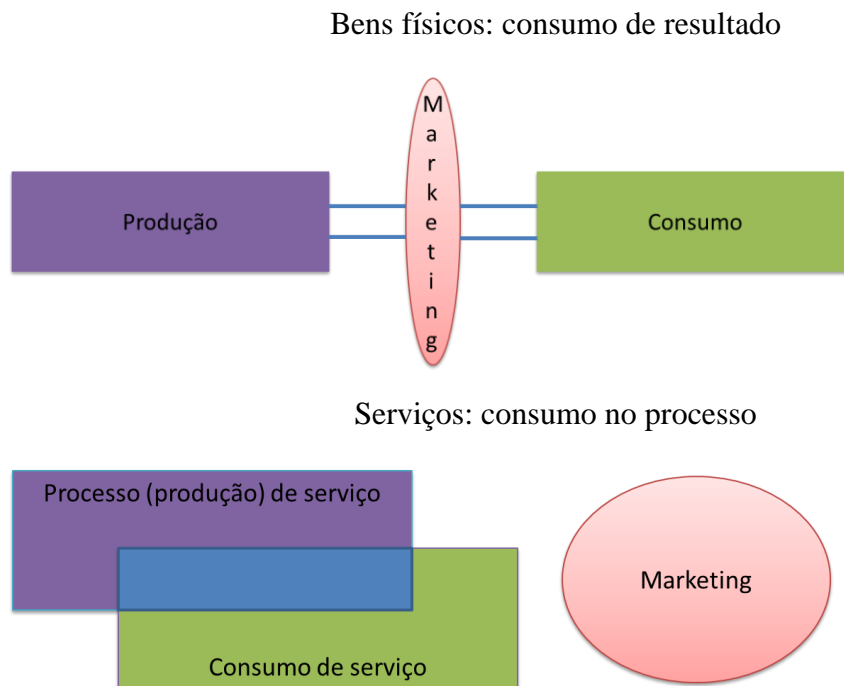 Bens físicos: consumo de resultado
Marketing
Produção
Consumo
Serviços: consumo no processo
Processo (produção) de serviço
Marketing
Consumo de serviço